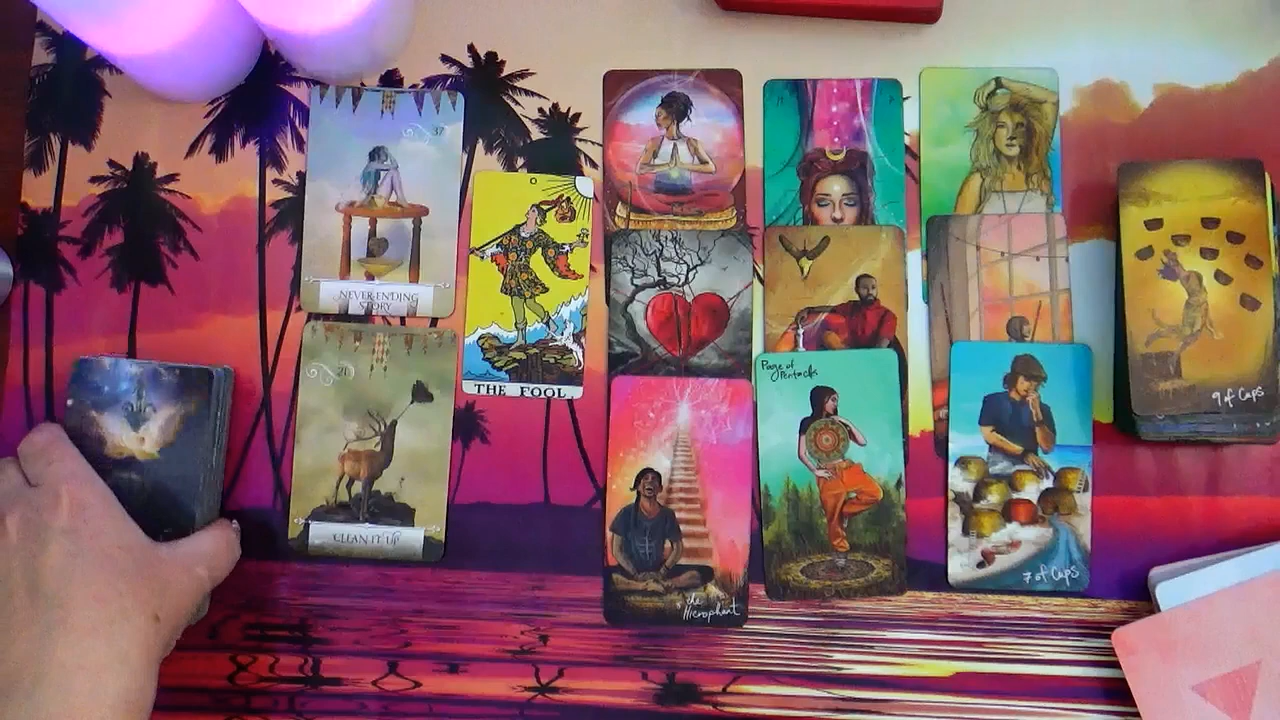 37
NEVER-ENDING
STORY
21
CLEAN IT UP
THE FOOL
the
Hierophant
Page of
Pentacles
7 of Cups
9 of Cups